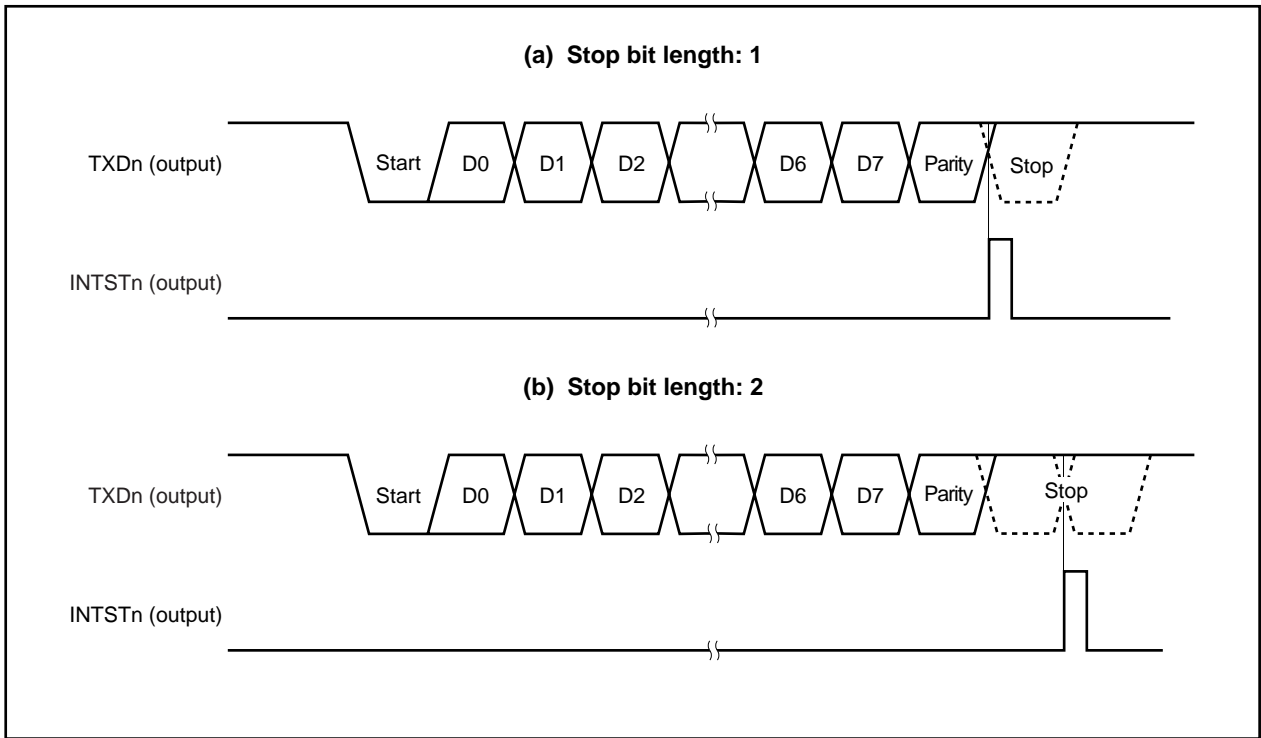 (a) Stop bit length: 1
TXDn (output)
Start D0 D1 D2 D6 D7 Parity Stop
INTSTn (output)
(b) Stop bit length: 2
TXDn (output)
Start D0 D1 D2 D6 D7 Parity Stop
INTSTn (output)